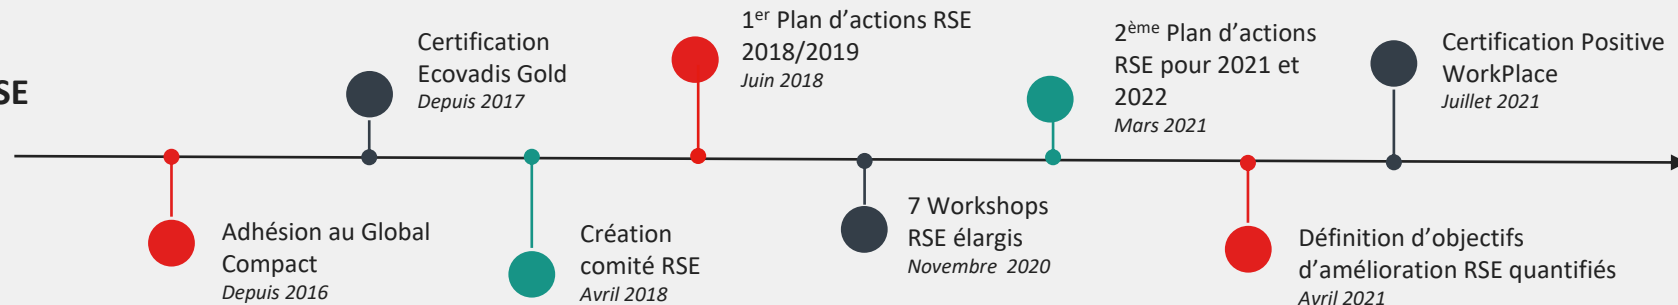 SE
Adhésion au Global
Compact
Depuis 2016
Certification
Ecovadis Gold
Depuis 2017
Création
comité RSE
Avril 2018
1er Plan d’actions RSE
2018/2019
Juin 2018
7 Workshops
RSE élargis
Novembre 2020
2ème Plan d’actions
RSE pour 2021 et
2022
Mars 2021
Définition d’objectifs
d’amélioration RSE quantifiés
Avril 2021
Certification Positive
WorkPlace
Juillet 2021